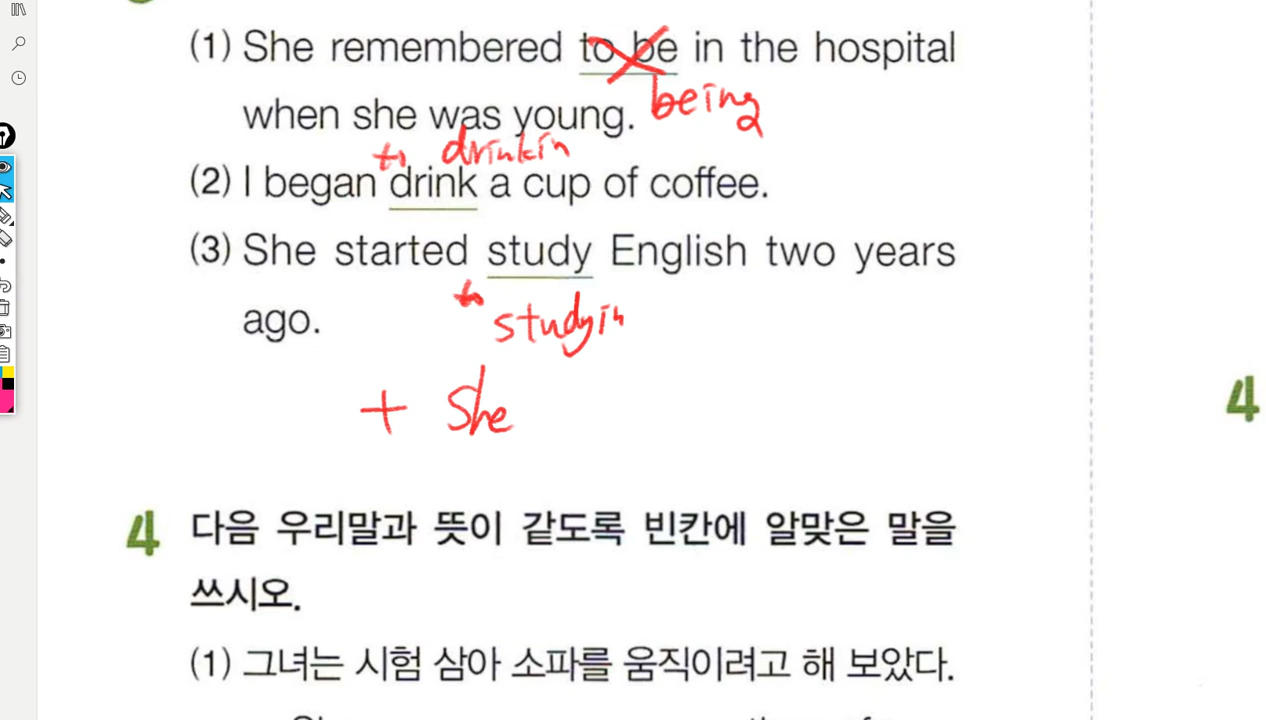 (1) She remembered to be in the hospital
when she was young. being
to drinkin
(2) I began drink a cup of coffee.
(3) She started study English two years
ago. to studyin
+ She
4
4 다음 우리말과 뜻이 같도록 빈칸에 알맞은 말을
쓰시오.
(1) 그녀는 시험 삼아 소파를 움직이려고 해 보았다.